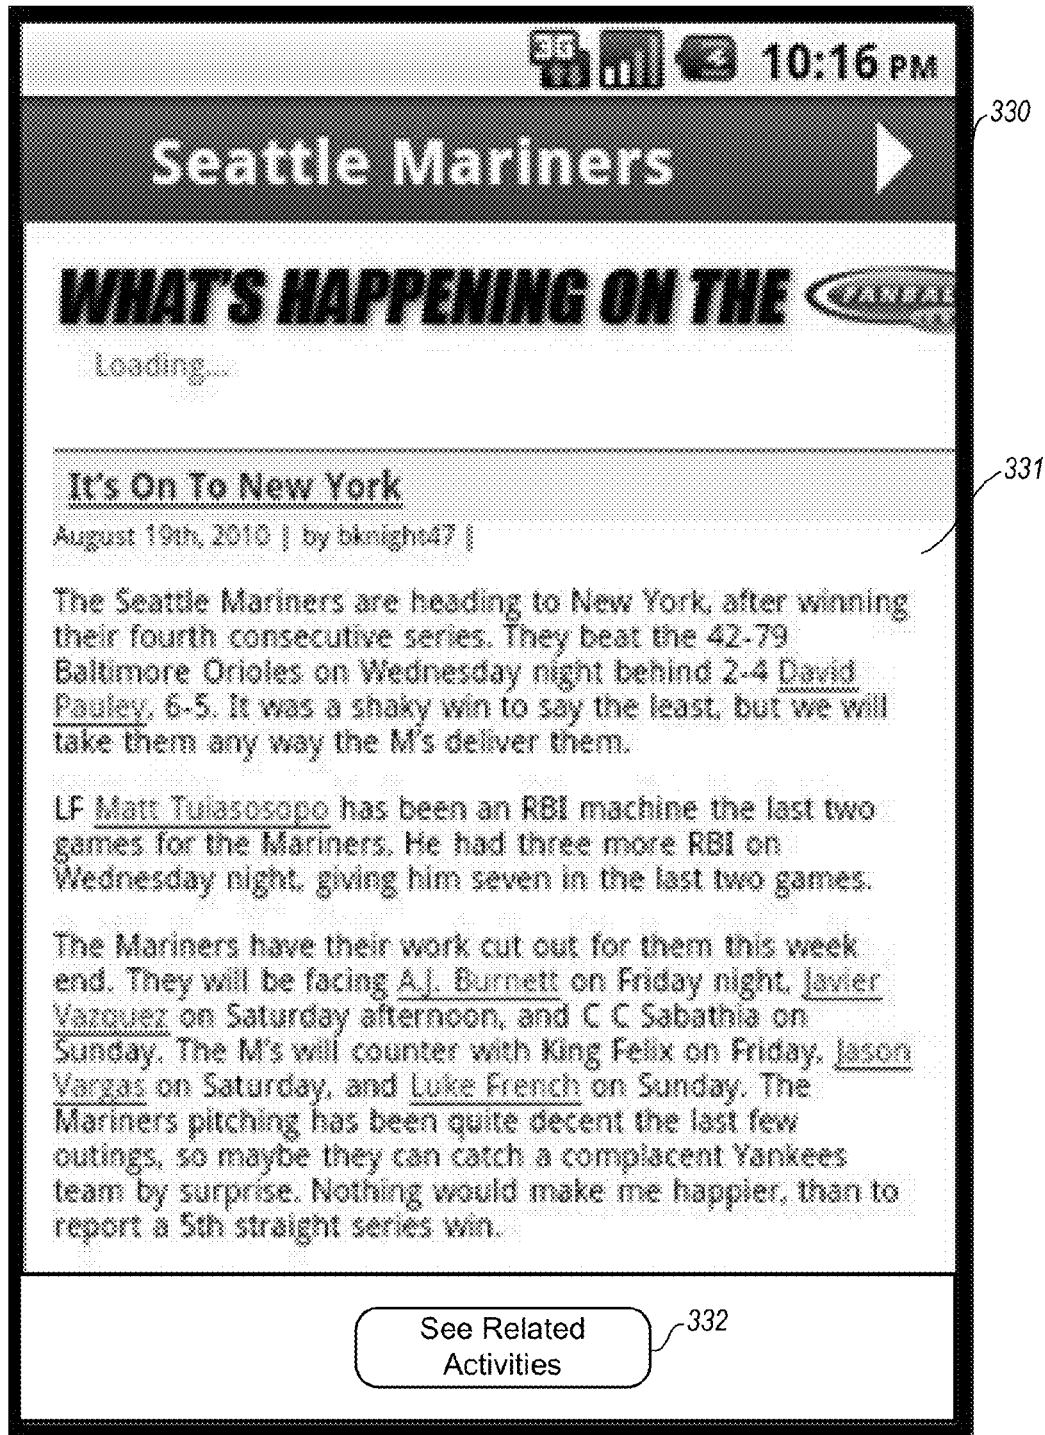 3G
10:16 PM
330
Seattle Mariners
WHAT'S HAPPENING ON THE
Loading...
331
It's On To New York
August 19th, 2010 | by bknight47 |
The Seattle Mariners are heading to New York, after winning
their fourth consecutive series. They beat the 42-79
Baltimore Orioles on Wednesday night behind 2-4 David
Pauley, 6-5. It was a shaky win to say the least, but we will
take them any way the M's deliver them.
LF Matt Tuiasosopo has been an RBI machine the last two
games for the Mariners. He had three more RBI on
Wednesday night, giving him seven in the last two games.
The Mariners have their work cut out for them this week
end. They will be facing A.J. Burnett on Friday night, Javier
Vazquez on Saturday afternoon, and C C Sabathia on
Sunday. The M's will counter with King Felix on Friday, Jason
Vargas on Saturday, and Luke French on Sunday. The
Mariners pitching has been quite decent the last few
outings, so maybe they can catch a complacent Yankees
team by surprise. Nothing would make me happier, than to
report a 5th straight series win.
See Related
Activities
332